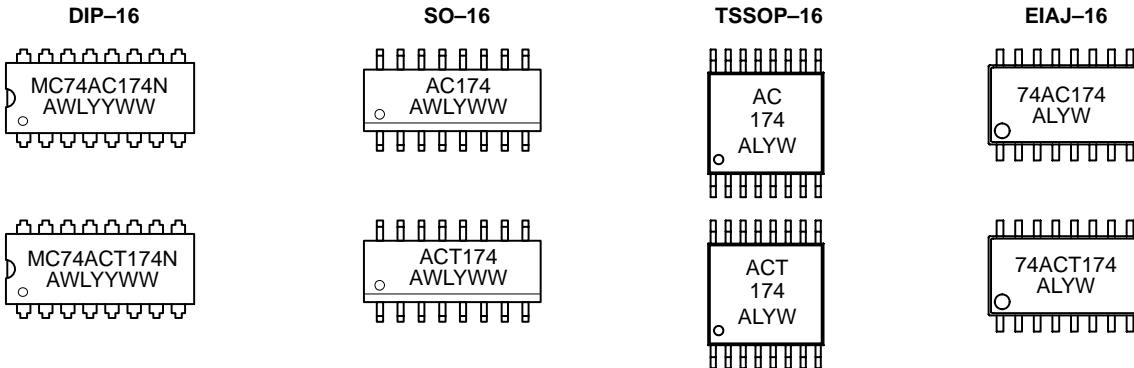 DIP–16
SO–16
TSSOP–16
EIAJ–16
MC74AC174N
AWLYYWW
AC174
AWLYWW
AC
174
ALYW
74AC174
ALYW
MC74ACT174N
AWLYYWW
ACT174
AWLYWW
ACT
174
ALYW
74ACT174
ALYW